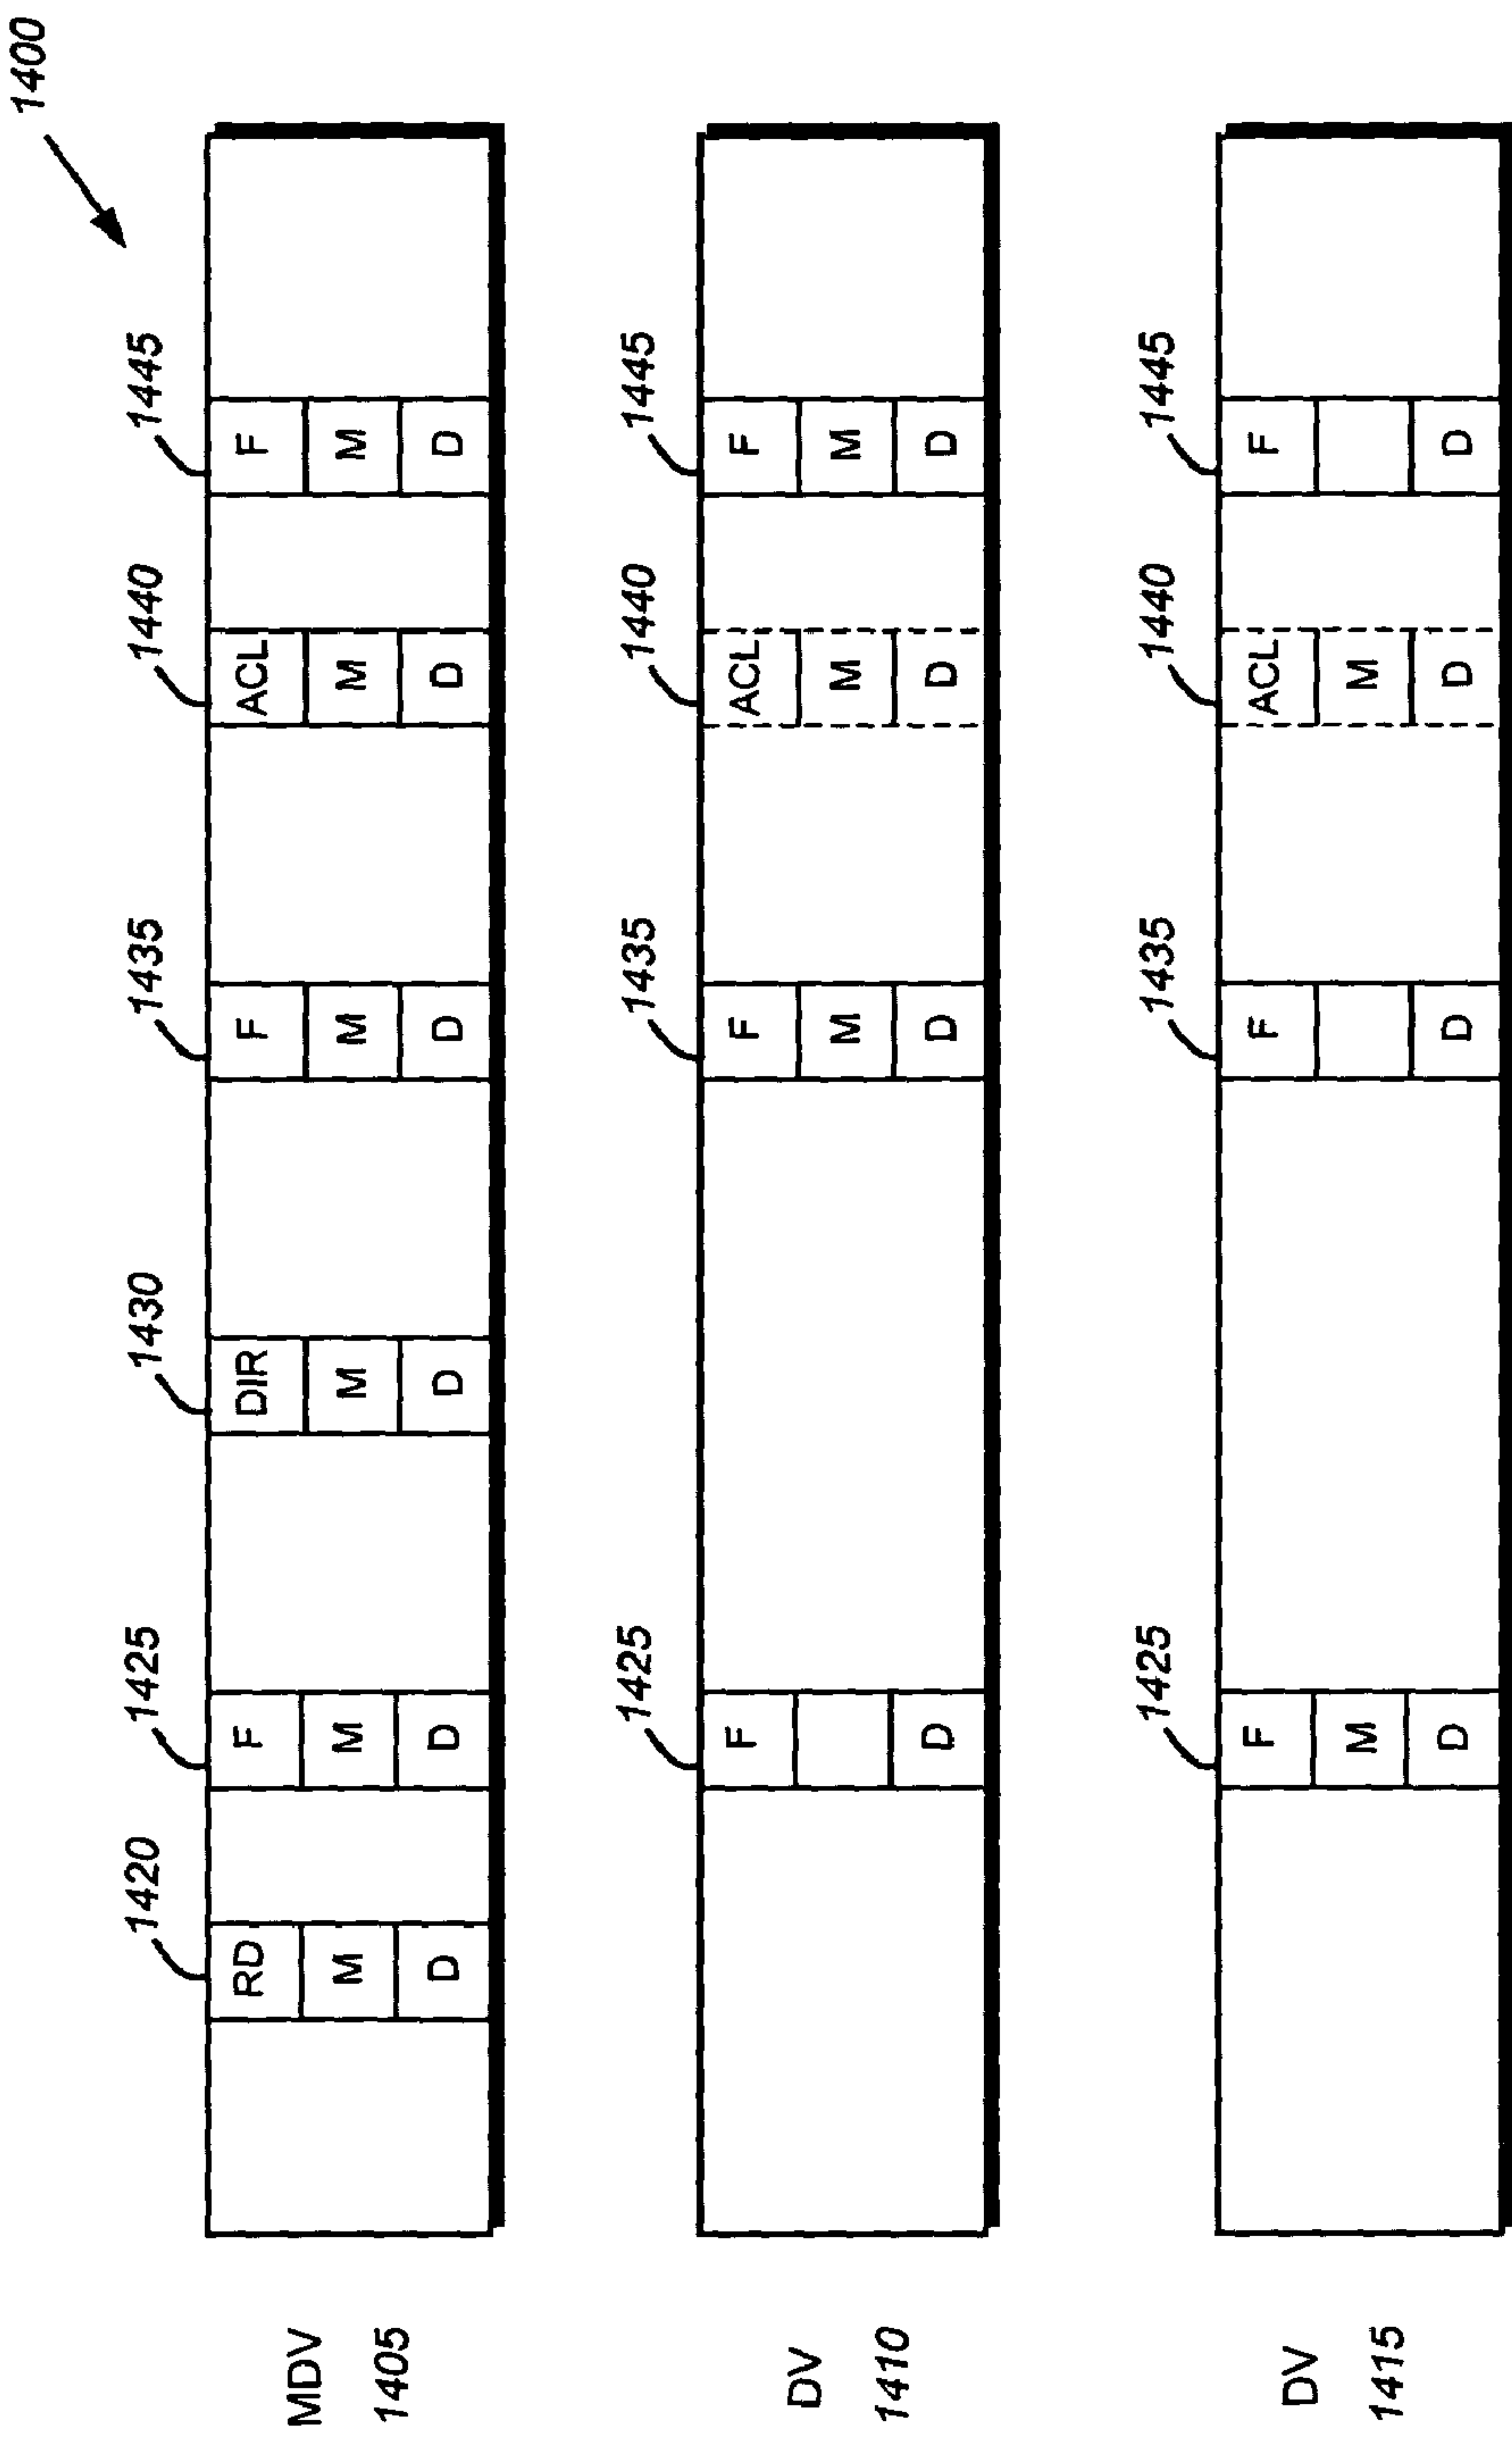 1400
1420 1425 1430 1435 1440 1445
RD F DIR F ACL F
MDV M M M M M M
1405 D D D D D D
1425 1435 1440 1445
F F ACL F
DV M M M
1410 D D D D
1425 1435 1440 1445
F F ACL F
DV M M
1415 D D D D